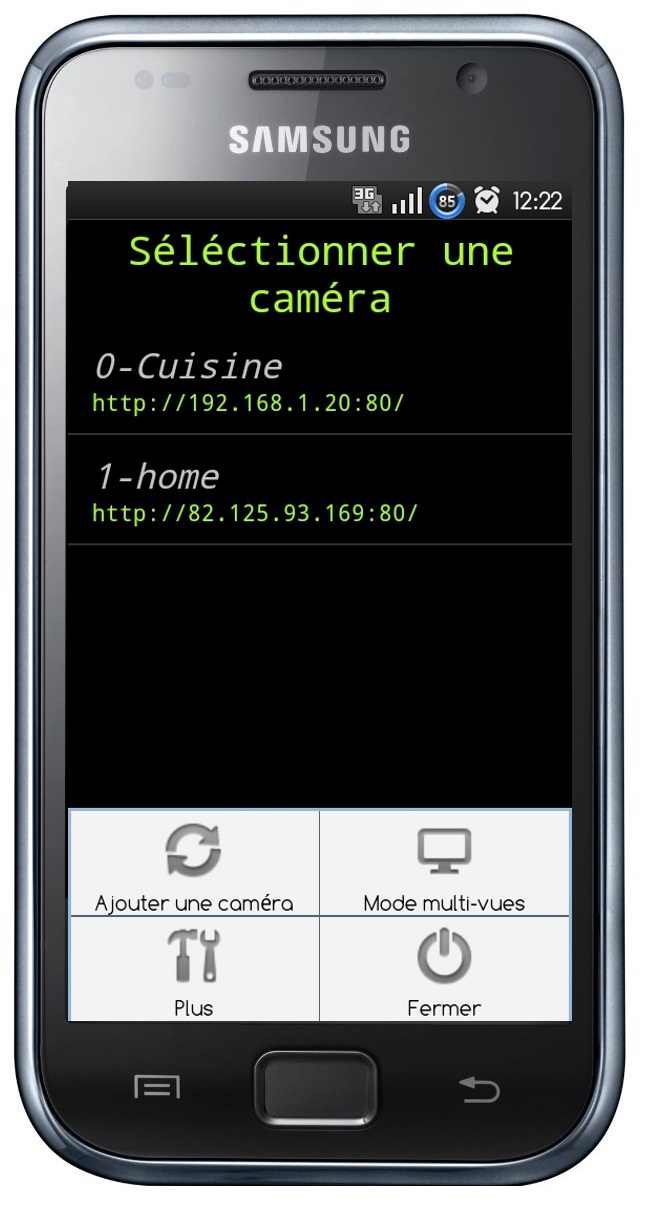 SAMSUNG
3G 85 12:22
Séléctionner une
caméra
0-Cuisine
http://192.168.1.20:80/
1-home
http://82.125.93.169:80/
Ajouter une caméra
Mode multi-vues
Plus
Fermer